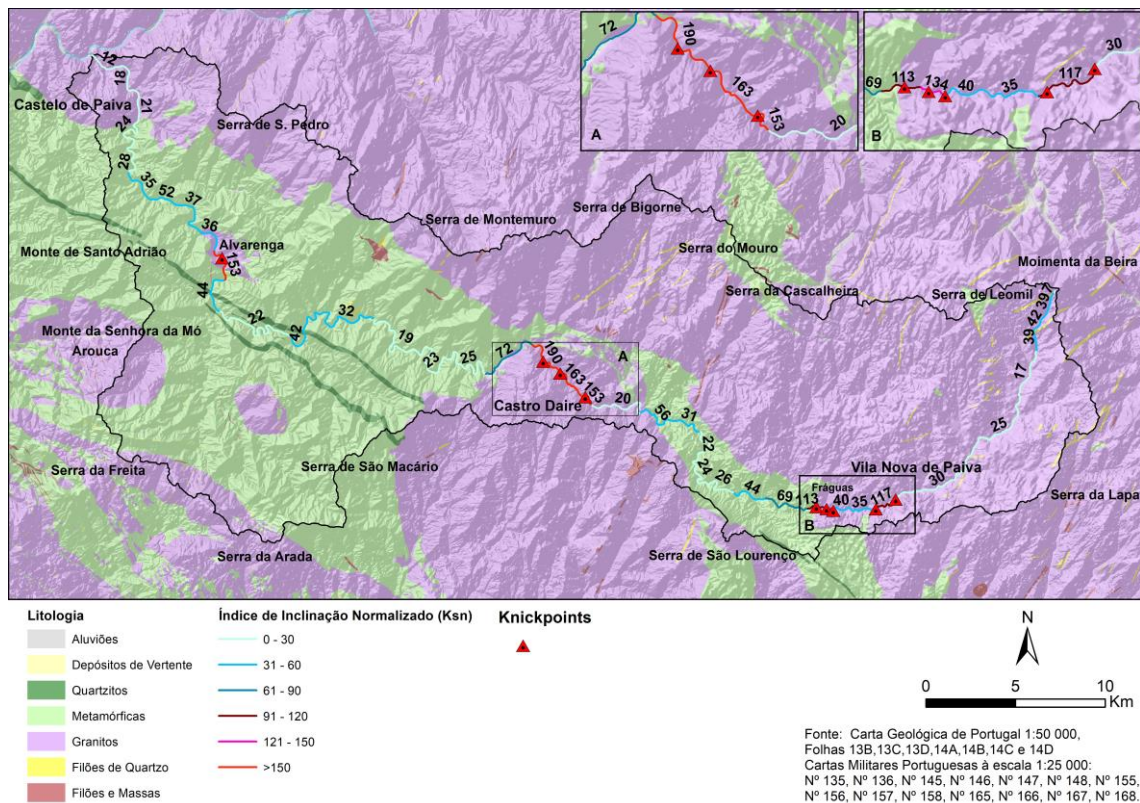 72
190
163
153
20
A
69
113
134
40
35
117
30
B
12
18
21
Castelo de Paiva
Serra de S. Pedro
24
28
35
52
37
36
Serra de Montemuro
Serra de Bigorne
Monte de Santo Adrião
Alvarenga
153
44
Serra do Mouro
Moimenta da Beira
Serra da Cascalheira
Serra de Leomil
Monte da Senhora da Mó
Arouca
22
42
32
19
23
25
72
190
163
153
A
20
Castro Daire
56
31
22
24
26
44
69
113
Fráguas
40
35
117
B
30
25
17
39
42
39
Vila Nova de Paiva
Serra da Lapa
Serra da Freita
Serra de São Macário
Serra da Arada
Serra de São Lourenço
Litologia
Aluviões
Depósitos de Vertente
Quartzitos
Metamórficas
Granitos
Filões de Quartzo
Filões e Massas
Índice de Inclinação Normalizado (Ksn)
0 - 30
31 - 60
61 - 90
91 - 120
121 - 150
>150
Knickpoints
N
0 5 10
Km
Fonte: Carta Geológica de Portugal 1:50 000,
Folhas 13B,13C,13D,14A,14B,14C e 14D
Cartas Militares Portuguesas à escala 1:25 000:
Nº 135, Nº 136, Nº 145, Nº 146, Nº 147, Nº 148, Nº 155,
Nº 156, Nº 157, Nº 158, Nº 165, Nº 166, Nº 167, Nº 168.